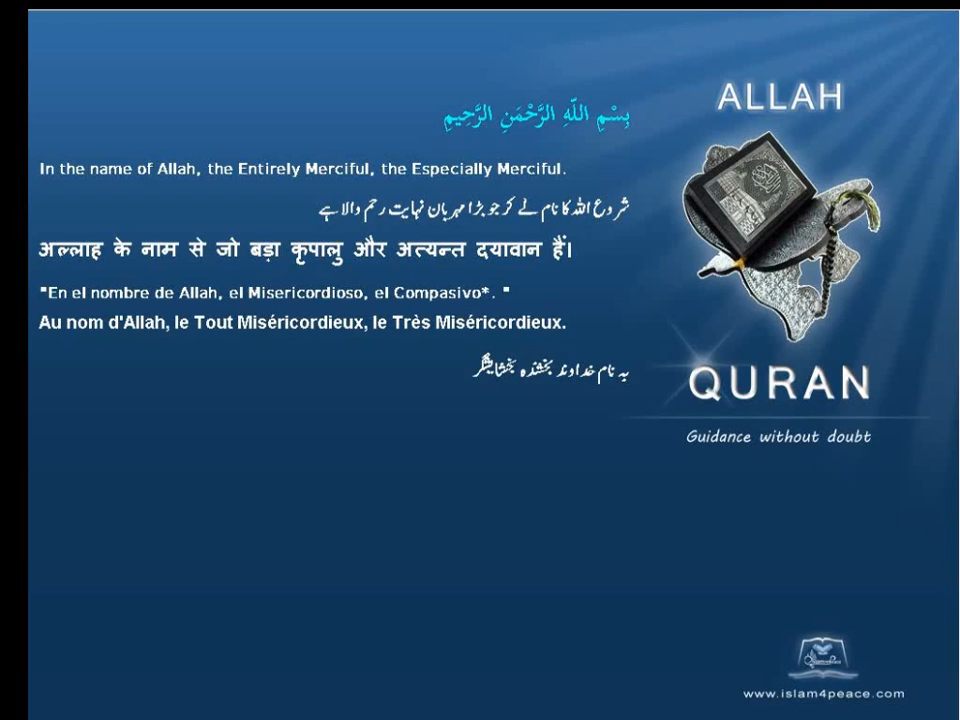 بِسْمِ اللَّهِ الرَّحْمَنِ الرَّحِيمِ
In the name of Allah, the Entirely Merciful, the Especially Merciful.
شروع الله کا نام لے کر جو بڑا مہربان نہایت رحم والا ہے
अल्लाह के नाम से जो बड़ा कृपालु और अत्यन्त दयावान हैं।
"En el nombre de Allah, el Misericordioso, el Compasivo*. "
Au nom d'Allah, le Tout Miséricordieux, le Très Miséricordieux.
به نام خداوند بخشنده بخشایشگر
ALLAH
QURAN
Guidance without doubt
www.islam4peace.com